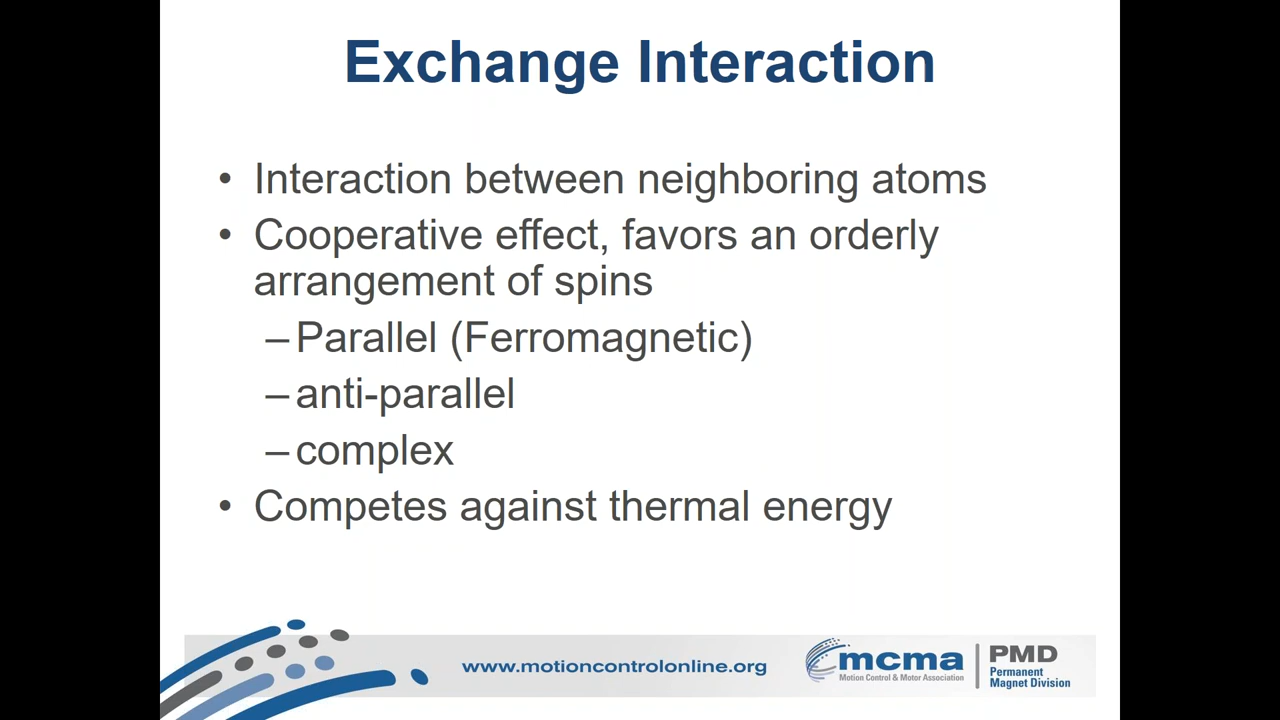 Exchange Interaction
• Interaction between neighboring atoms
• Cooperative effect, favors an orderly
arrangement of spins
– Parallel (Ferromagnetic)
– anti-parallel
– complex
• Competes against thermal energy
www.motioncontrolonline.org
mcma
Motion Control & Motor Association
PMD
Permanent
Magnet Division